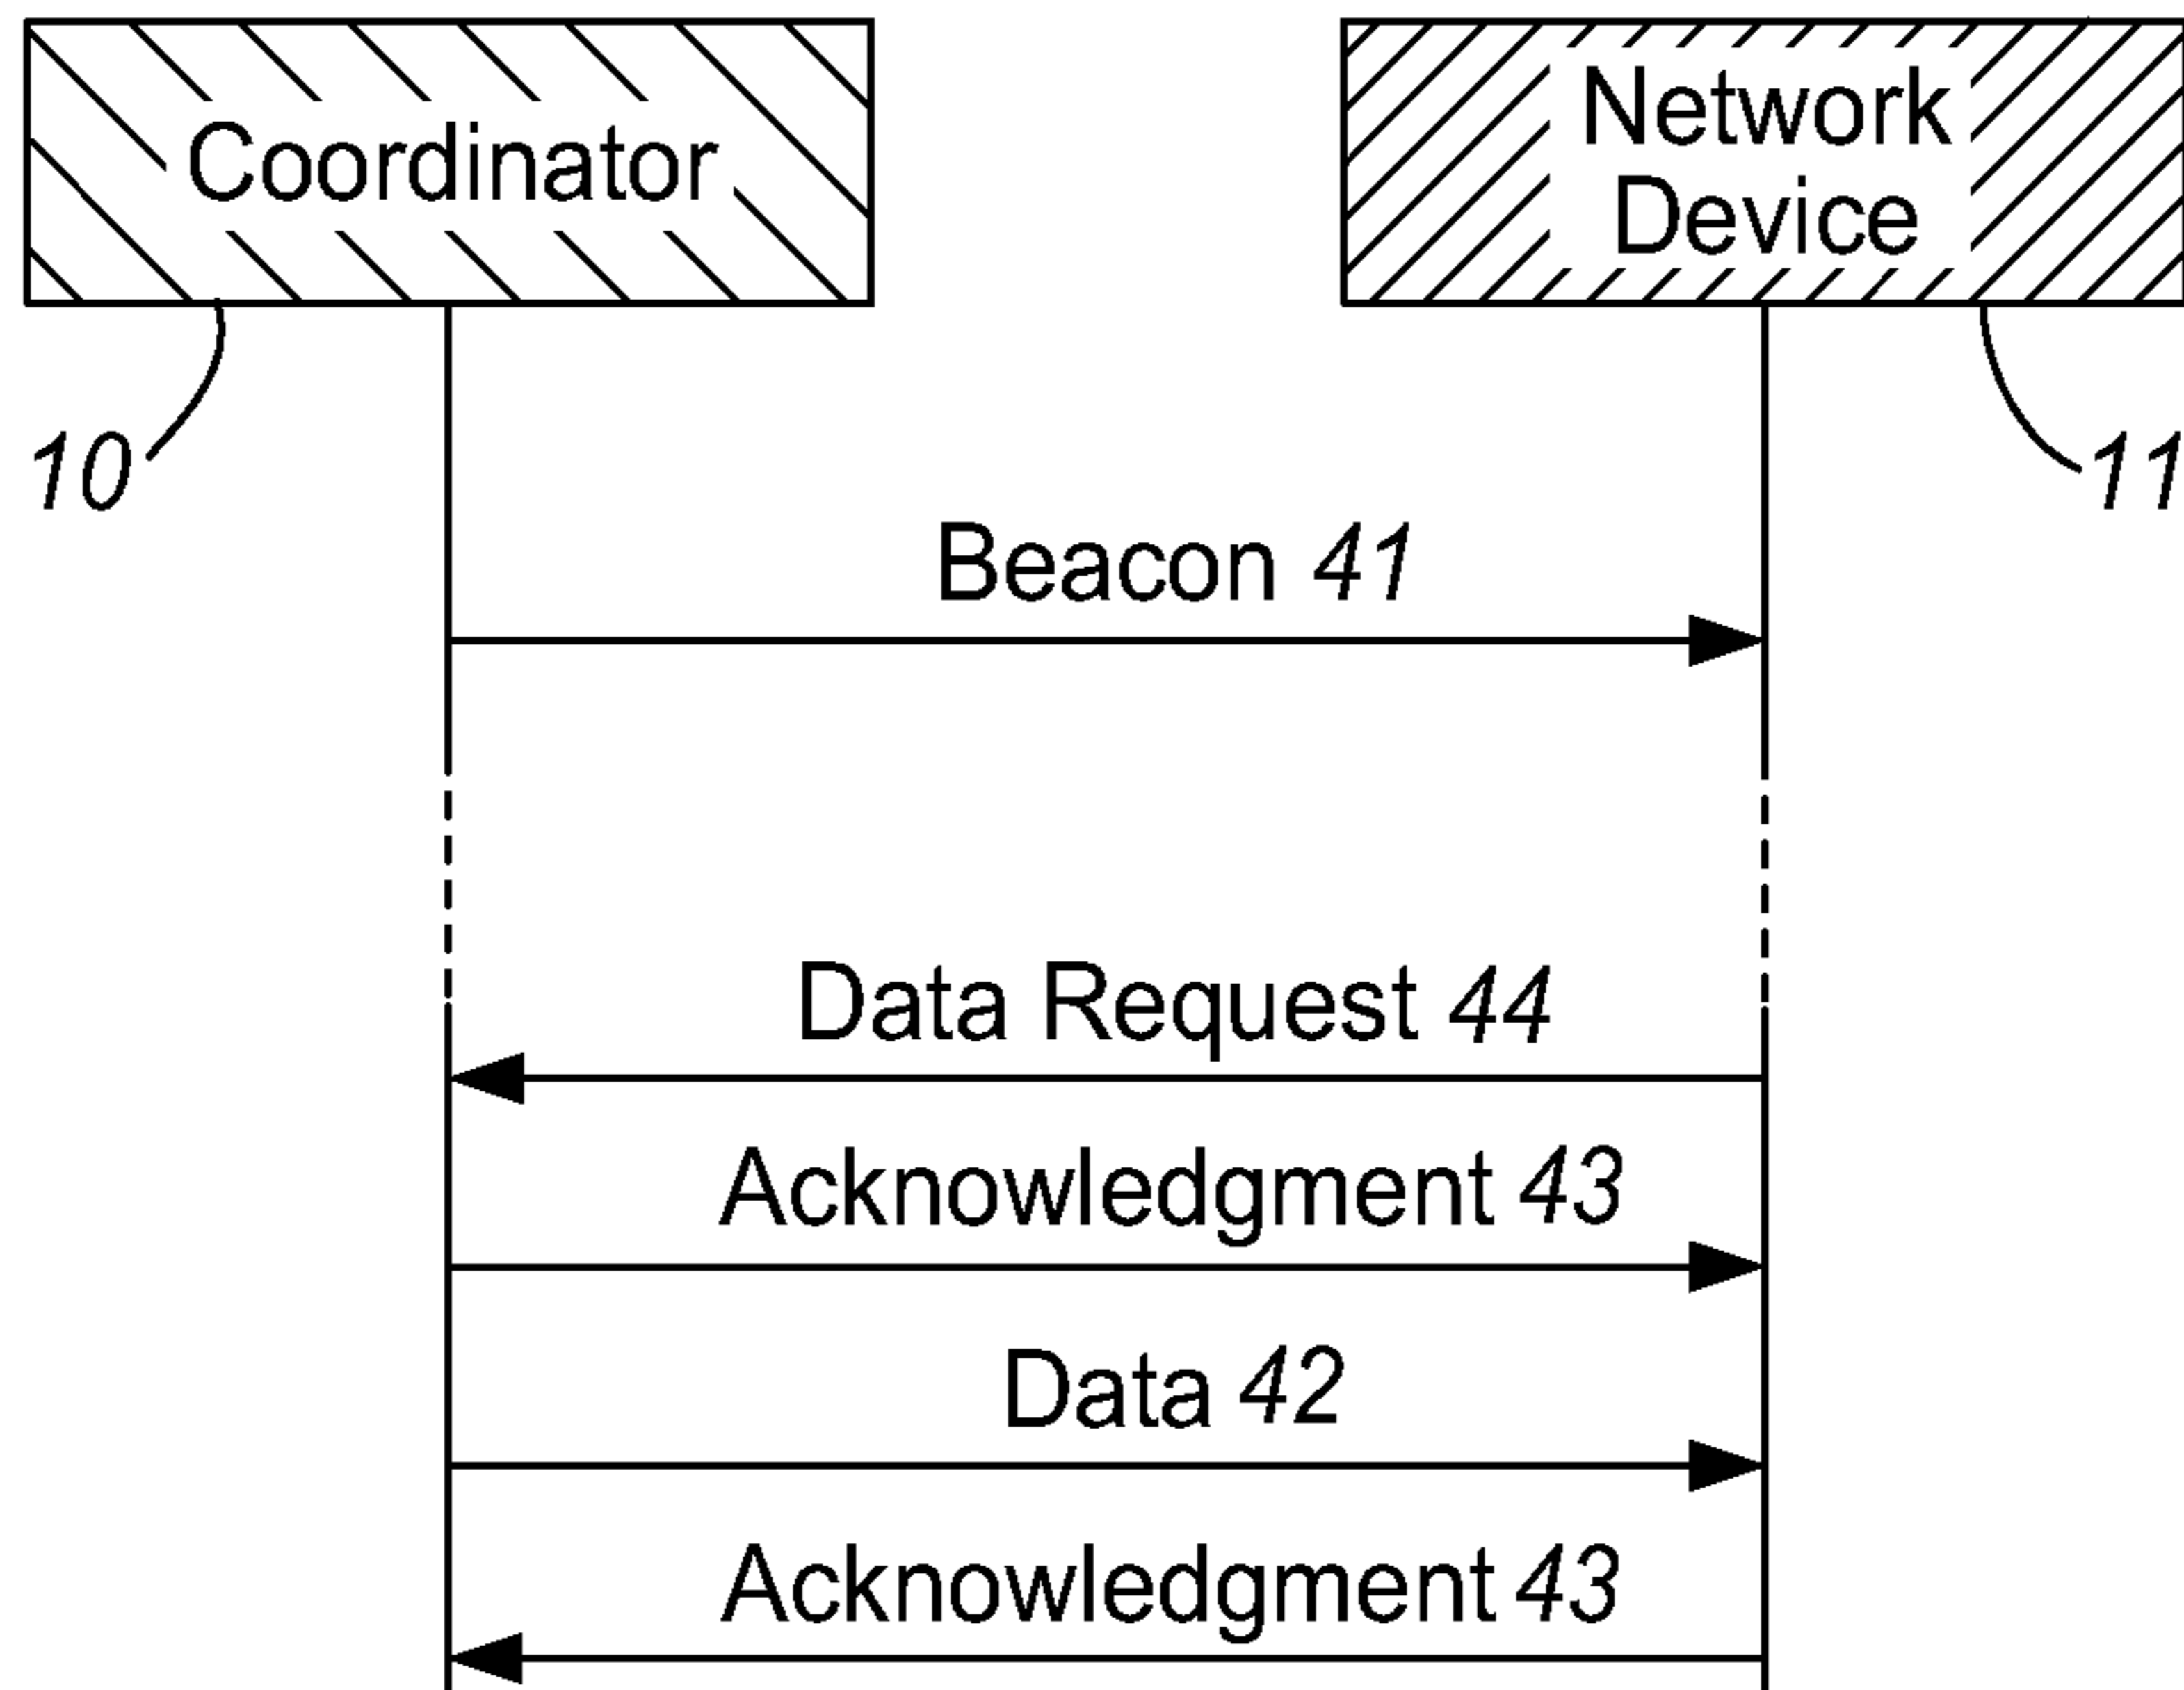 Coordinator
Network
Device
10
11
Beacon 41
Data Request 44
Acknowledgment 43
Data 42
Acknowledgment 43